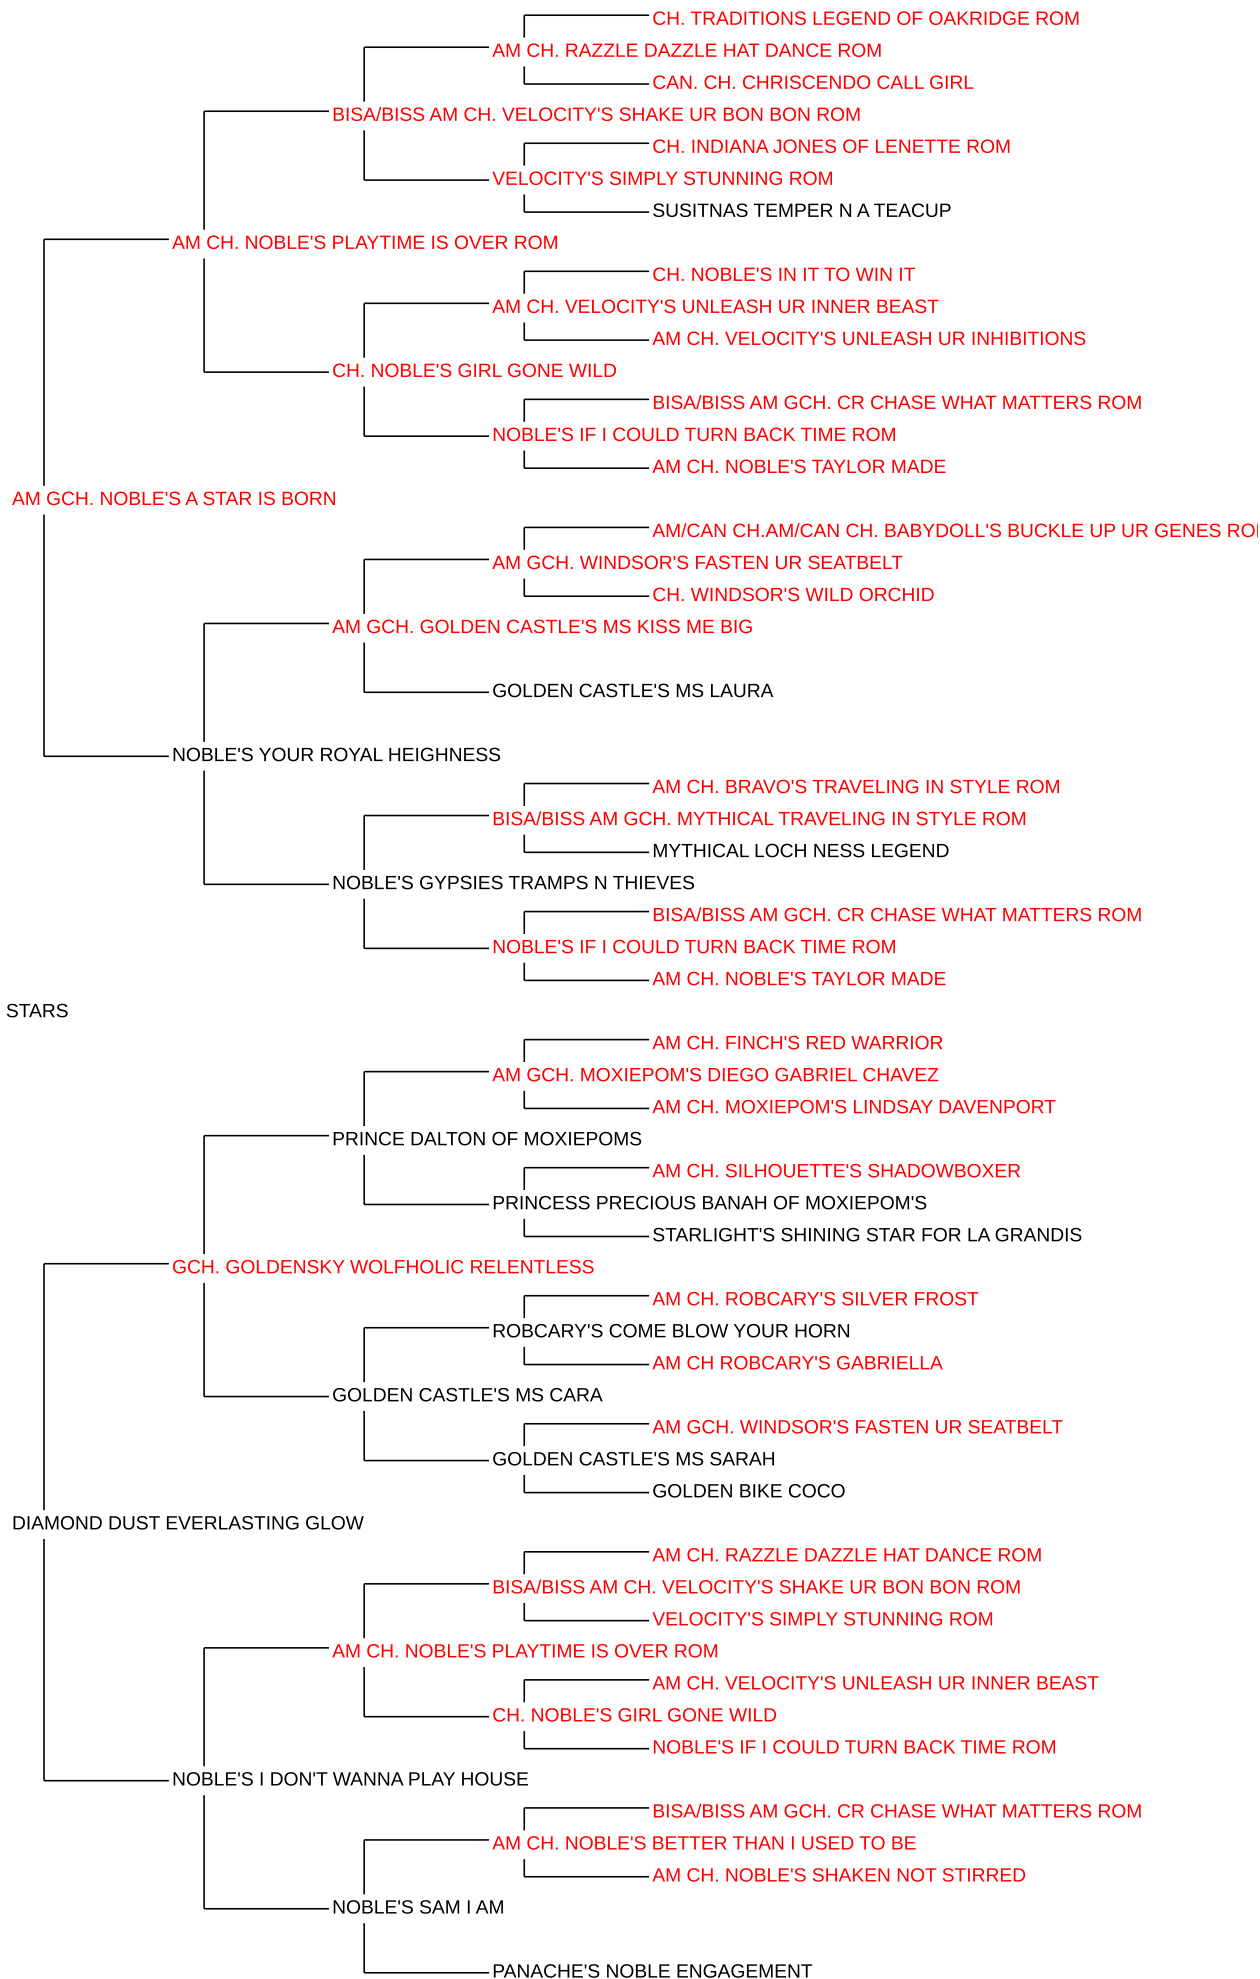 CH. TRADITIONS LEGEND OF OAKRIDGE ROM
AM CH. RAZZLE DAZZLE HAT DANCE ROM
CAN. CH. CHRISCENDO CALL GIRL
BISA/BISS AM CH. VELOCITY'S SHAKE UR BON BON ROM
CH. INDIANA JONES OF LENETTE ROM
VELOCITY'S SIMPLY STUNNING ROM
SUSITNAS TEMPER N A TEACUP
AM CH. NOBLE'S PLAYTIME IS OVER ROM
CH. NOBLE'S IN IT TO WIN IT
AM CH. VELOCITY'S UNLEASH UR INNER BEAST
AM CH. VELOCITY'S UNLEASH UR INHIBITIONS
CH. NOBLE'S GIRL GONE WILD
BISA/BISS AM GCH. CR CHASE WHAT MATTERS ROM
NOBLE'S IF I COULD TURN BACK TIME ROM
AM CH. NOBLE'S TAYLOR MADE
AM GCH. NOBLE'S A STAR IS BORN
AM/CAN CH.AM/CAN CH. BABYDOLL'S BUCKLE UP UR GENES
AM GCH. WINDSOR'S FASTEN UR SEATBELT
CH. WINDSOR'S WILD ORCHID
AM GCH. GOLDEN CASTLE'S MS KISS ME BIG
GOLDEN CASTLE'S MS LAURA
NOBLE'S YOUR ROYAL HEIGHNESS
AM CH. BRAVO'S TRAVELING IN STYLE ROM
BISA/BISS AM GCH. MYTHICAL TRAVELING IN STYLE ROM
MYTHICAL LOCH NESS LEGEND
NOBLE'S GYPSIES TRAMPS N THIEVES
BISA/BISS AM GCH. CR CHASE WHAT MATTERS ROM
NOBLE'S IF I COULD TURN BACK TIME ROM
AM CH. NOBLE'S TAYLOR MADE
STARS
AM CH. FINCH'S RED WARRIOR
AM GCH. MOXIEPOM'S DIEGO GABRIEL CHAVEZ
AM CH. MOXIEPOM'S LINDSAY DAVENPORT
PRINCE DALTON OF MOXIEPOMS
AM CH. SILHOUETTE'S SHADOWBOXER
PRINCESS PRECIOUS BANAH OF MOXIEPOM'S
STARLIGHT'S SHINING STAR FOR LA GRANDIS
GCH. GOLDENSKY WOLFHOLIC RELENTLESS
AM CH. ROBCARY'S SILVER FROST
ROBCARY'S COME BLOW YOUR HORN
AM CH ROBCARY'S GABRIELLA
GOLDEN CASTLE'S MS CARA
AM GCH. WINDSOR'S FASTEN UR SEATBELT
GOLDEN CASTLE'S MS SARAH
GOLDEN BIKE COCO
DIAMOND DUST EVERLASTING GLOW
AM CH. RAZZLE DAZZLE HAT DANCE ROM
BISA/BISS AM CH. VELOCITY'S SHAKE UR BON BON ROM
VELOCITY'S SIMPLY STUNNING ROM
AM CH. NOBLE'S PLAYTIME IS OVER ROM
AM CH. VELOCITY'S UNLEASH UR INNER BEAST
CH. NOBLE'S GIRL GONE WILD
NOBLE'S IF I COULD TURN BACK TIME ROM
NOBLE'S I DON'T WANNA PLAY HOUSE
BISA/BISS AM GCH. CR CHASE WHAT MATTERS ROM
AM CH. NOBLE'S BETTER THAN I USED TO BE
AM CH. NOBLE'S SHAKEN NOT STIRRED
NOBLE'S SAM I AM
PANACHE'S NOBLE ENGAGEMENT